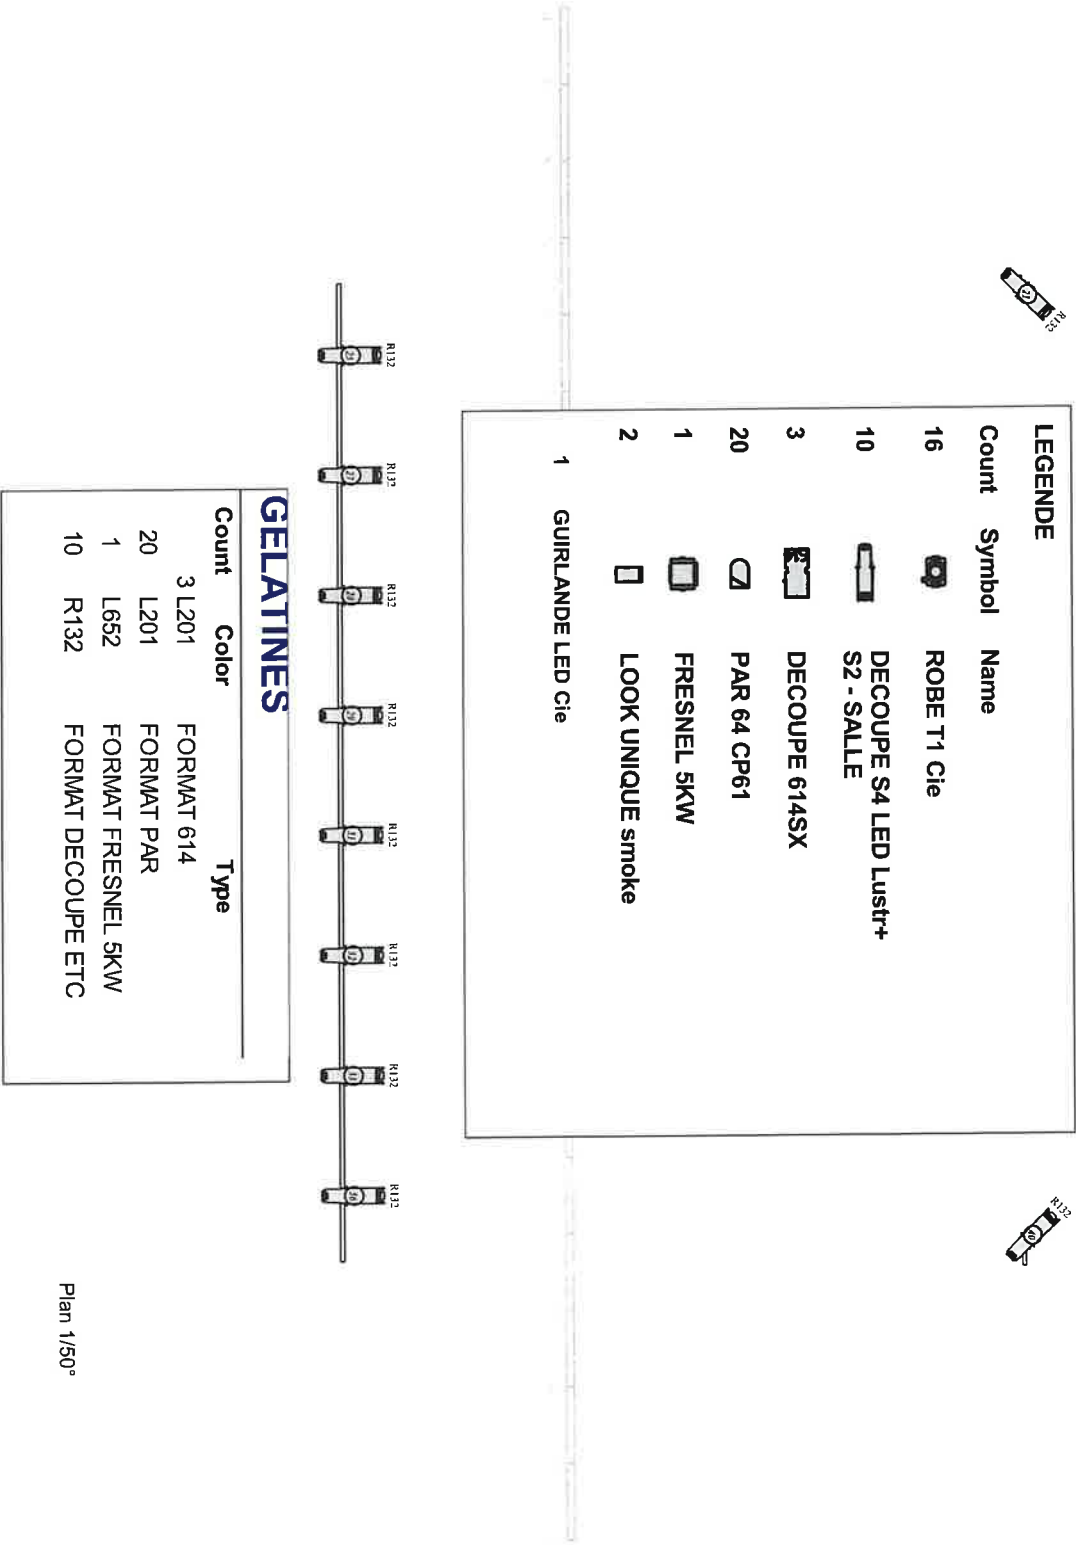 LEGENDE
Count Symbol Name
16 ROBE T1 Cie
10 DECOUPE S4 LED Lustr+
S2 - SALLE
3 DECOUPE 614SX
20 PAR 64 CP61
1 FRESNEL 5KW
2 LOOK UNIQUE smoke
1 GUIRLANDE LED Cie
R132
R132
40
R132
R132
R132
R132
R132
R132
R132
R132
GELATINES
Count Color Type
3 L201 FORMAT 614
20 L201 FORMAT PAR
1 L652 FORMAT FRESNEL 5KW
10 R132 FORMAT DECOUPE ETC
Plan 1/50°